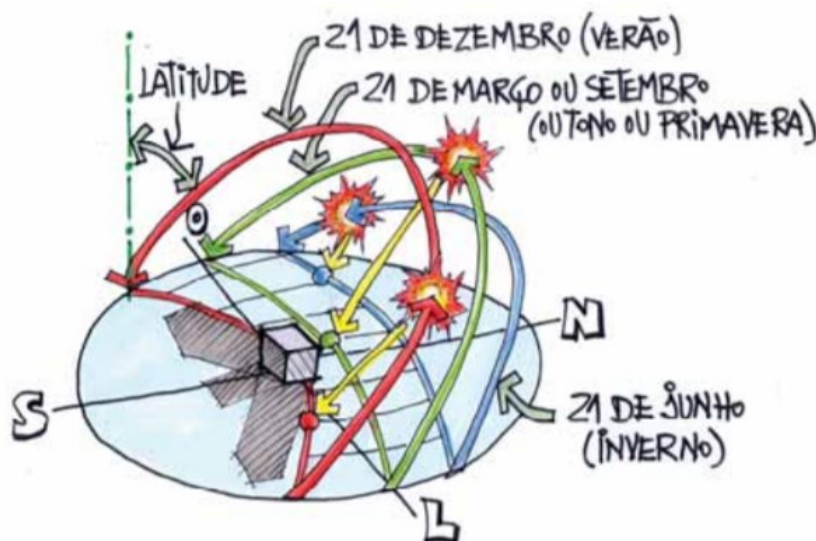 21 DE DEZEMBRO (VERÃO)
LATITUDE
21 DE MARÇO OU SETEMBRO
(OUTONO OU PRIMAVERA)
O
N
S
21 DE JUNHO
(INVERNO)
L